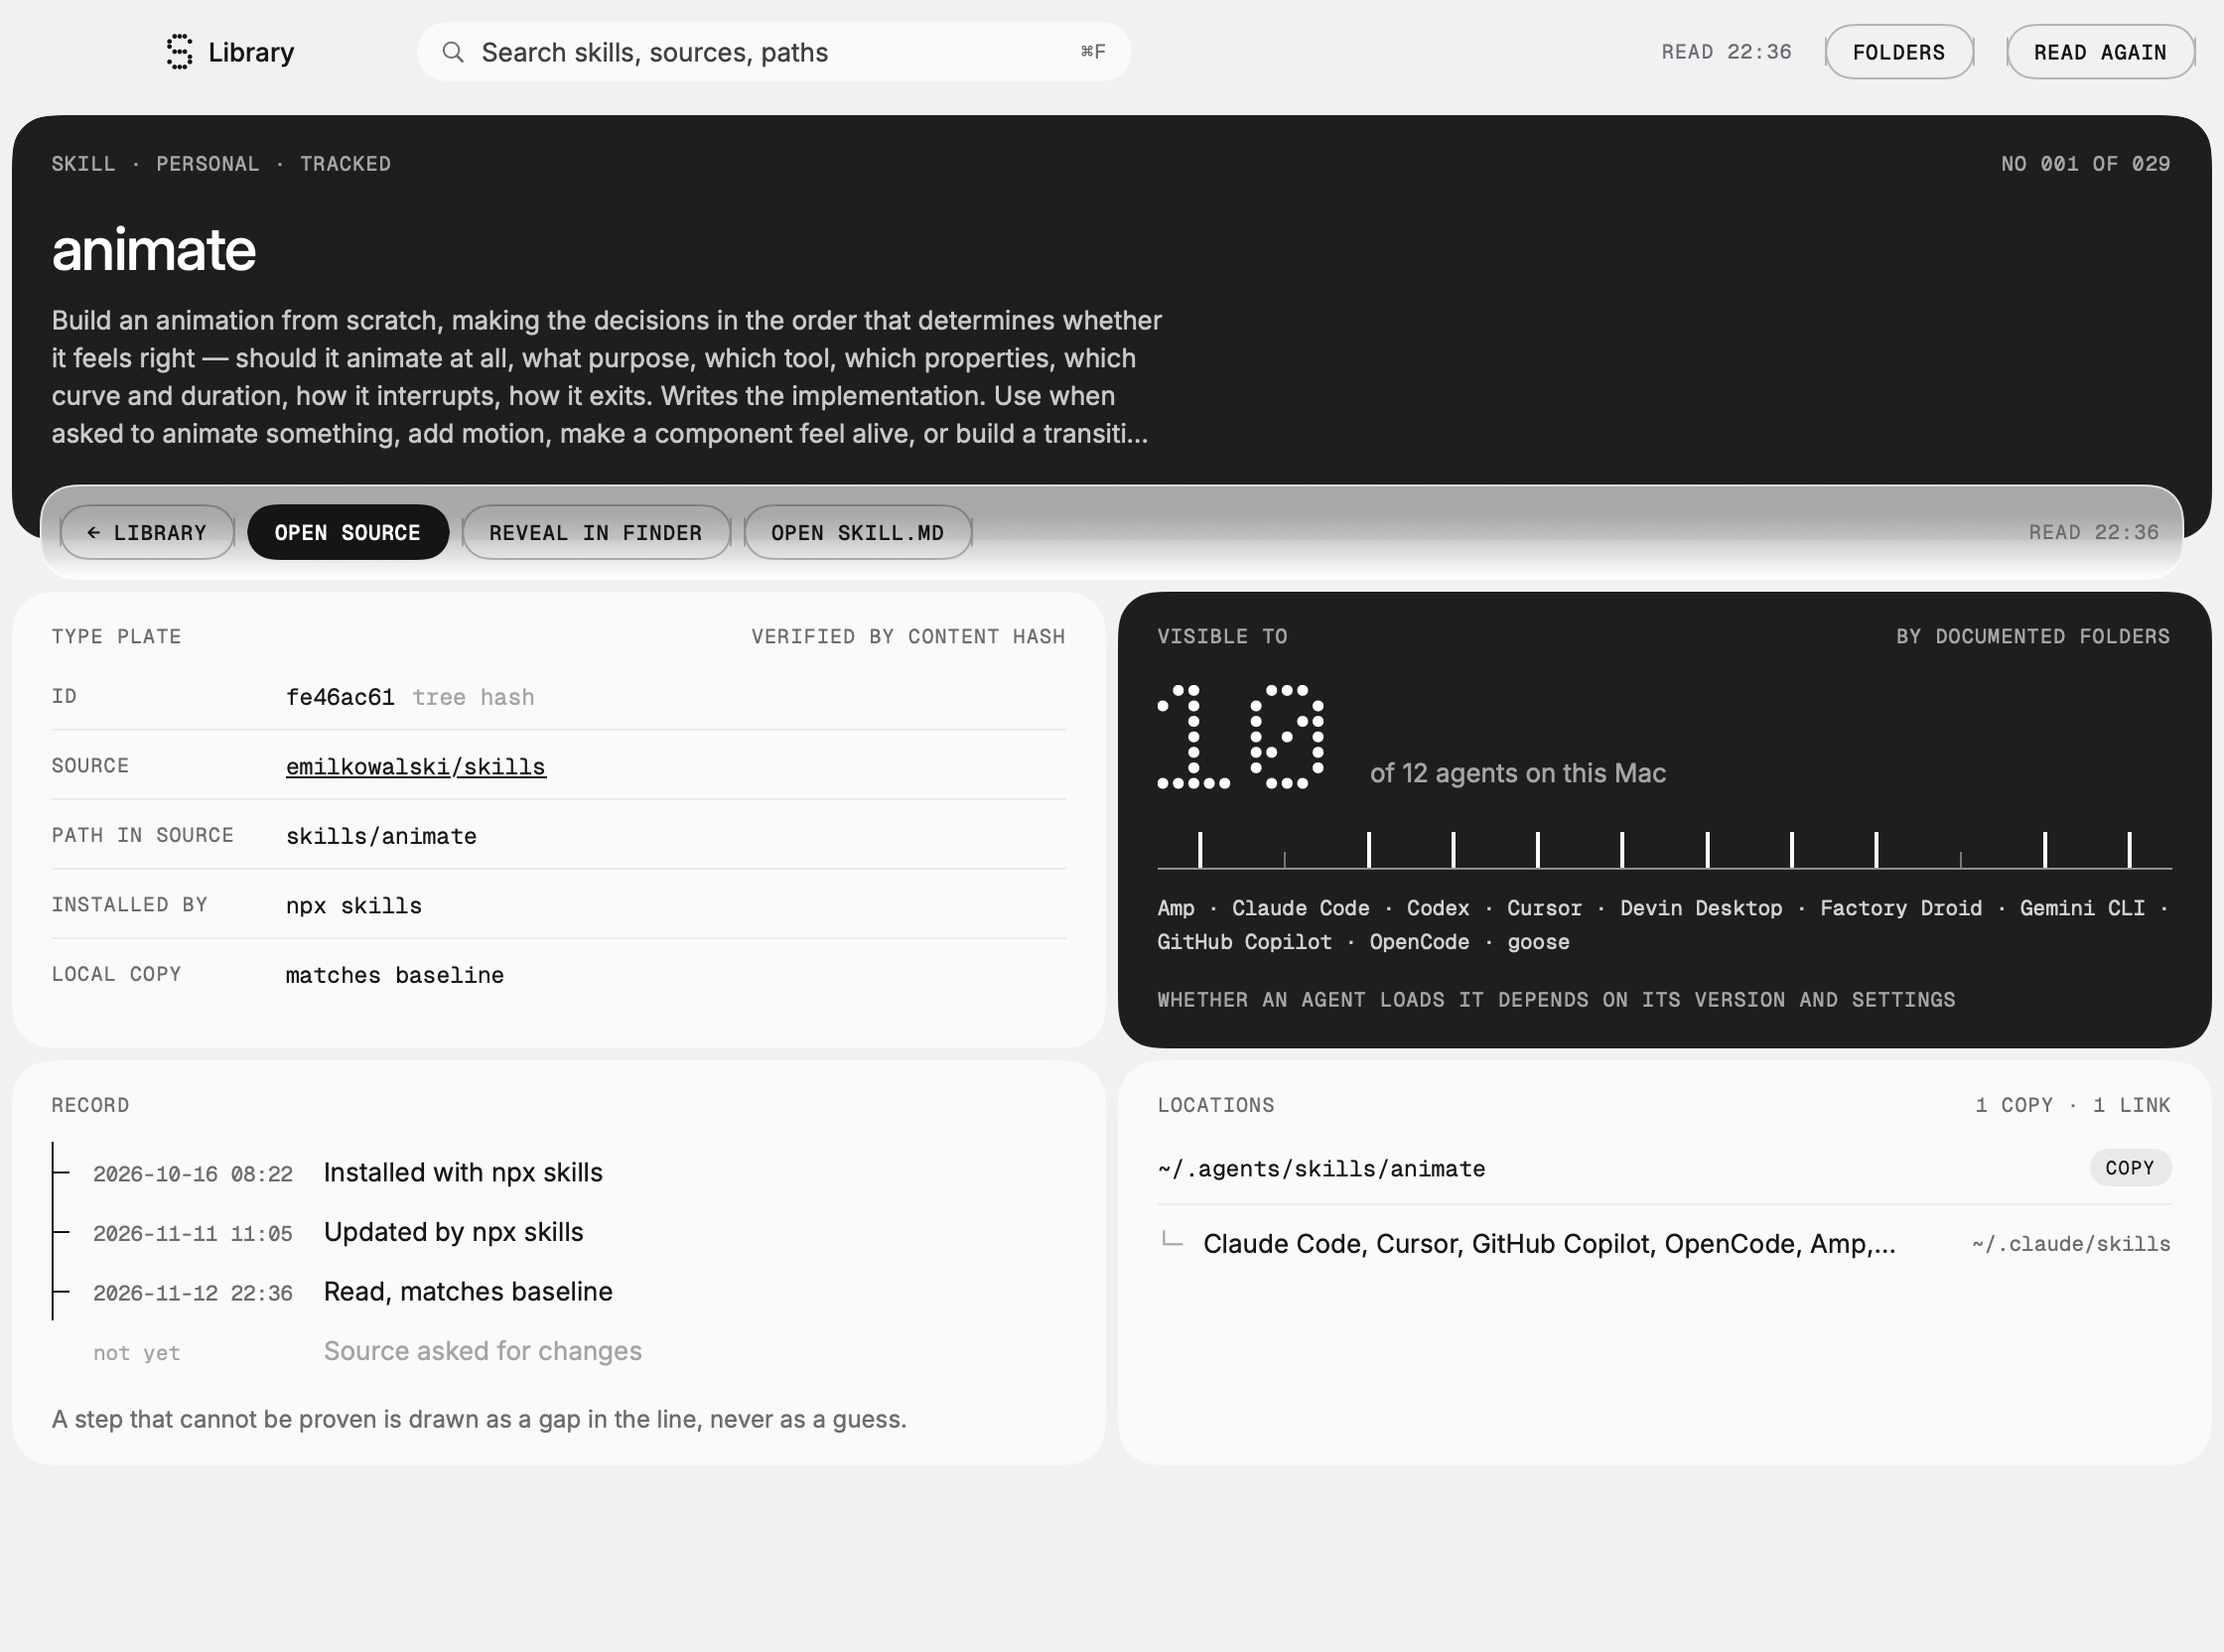 Library
Search skills, sources, paths ⌘F
READ 22:36
FOLDERS
READ AGAIN
SKILL · PERSONAL · TRACKED
NO 001 OF 029
animate
Build an animation from scratch, making the decisions in the order that determines whether
it feels right — should it animate at all, what purpose, which tool, which properties, which
curve and duration, how it interrupts, how it exits. Writes the implementation. Use when
asked to animate something, add motion, make a component feel alive, or build a transiti...
← LIBRARY
OPEN SOURCE
REVEAL IN FINDER
OPEN SKILL.MD
READ 22:36
TYPE PLATE
VERIFIED BY CONTENT HASH
ID fe46ac61 tree hash
SOURCE emilkowalski/skills
PATH IN SOURCE skills/animate
INSTALLED BY npx skills
LOCAL COPY matches baseline
VISIBLE TO
BY DOCUMENTED FOLDERS
10 of 12 agents on this Mac
Amp · Claude Code · Codex · Cursor · Devin Desktop · Factory Droid · Gemini CLI ·
GitHub Copilot · OpenCode · goose
WHETHER AN AGENT LOADS IT DEPENDS ON ITS VERSION AND SETTINGS
RECORD
2026-10-16 08:22 Installed with npx skills
2026-11-11 11:05 Updated by npx skills
2026-11-12 22:36 Read, matches baseline
not yet Source asked for changes
A step that cannot be proven is drawn as a gap in the line, never as a guess.
LOCATIONS
1 COPY · 1 LINK
~/.agents/skills/animate
COPY
Claude Code, Cursor, GitHub Copilot, OpenCode, Amp,...
~/.claude/skills